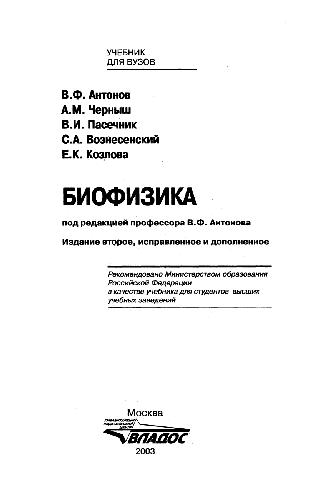 УЧЕБНИК
ДЛЯ ВУЗОВ
В.Ф. Антонов
А.М. Черныш
В.И. Пасечник
С.А. Вознесенский
Е.К. Козлова
БИОФИЗИКА
под редакцией профессора В.Ф. Антонова
Издание второе, исправленное и дополненное
Рекомендовано Министерством образования
Российской Федерации
в качестве учебника для студентов высших
учебных заведений
Москва
ВЛАДОС
2003